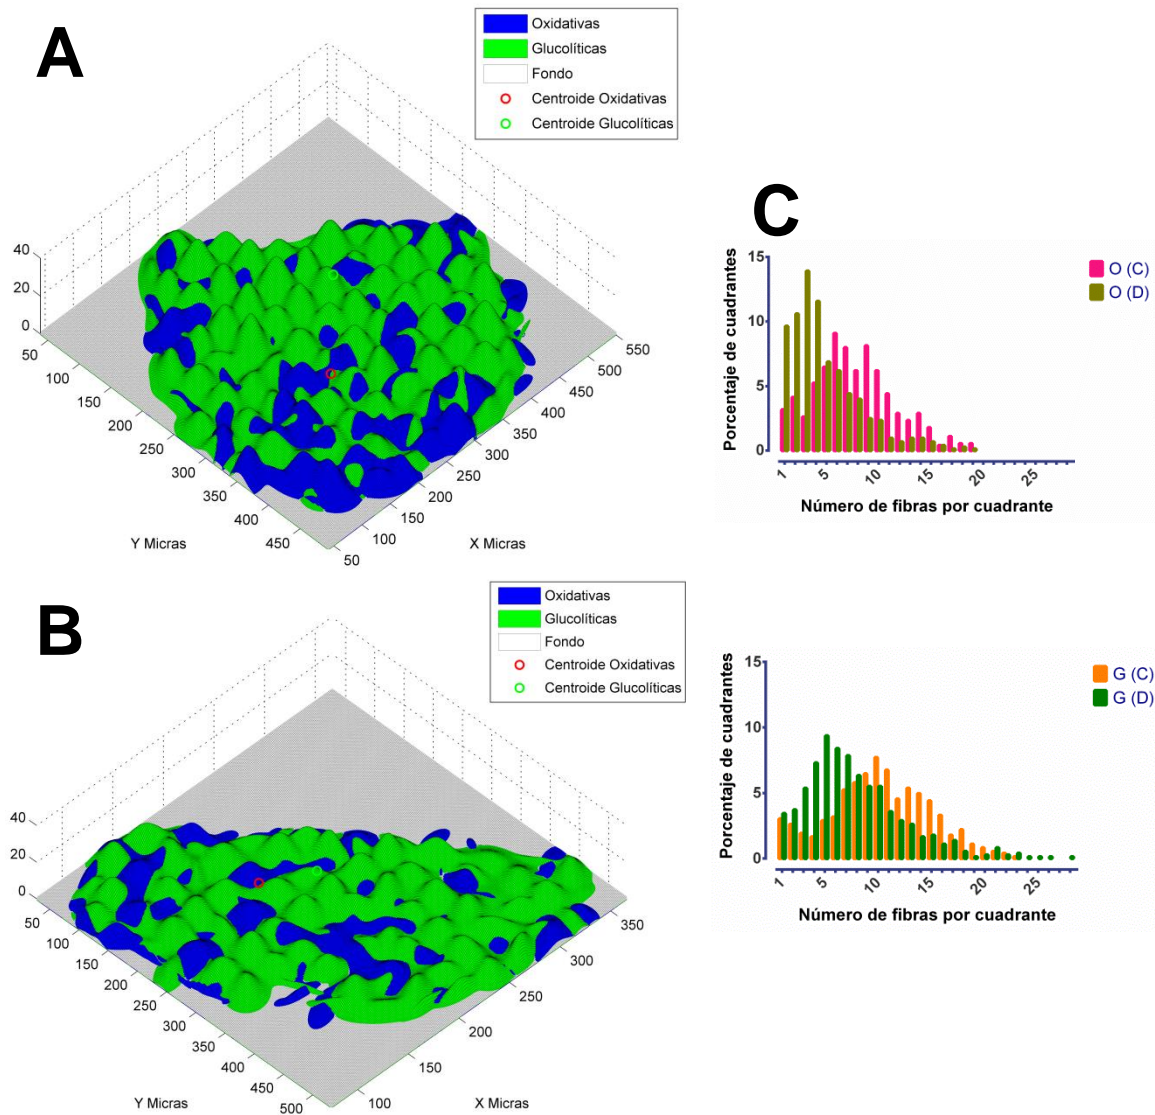 A
Oxidativas
Glucolíticas
Fondo
Centroide Oxidativas
Centroide Glucolíticas
40
20
0
50
100
150
200
250
300
350
400
450
Y Micras
50
100
150
200
250
300
350
400
450
500
550
X Micras
B
Oxidativas
Glucolíticas
Fondo
Centroide Oxidativas
Centroide Glucolíticas
40
20
0
50
100
150
200
250
300
350
400
450
500
Y Micras
100
150
200
250
300
350
X Micras
C
Porcentaje de cuadrantes
15
10
5
0
1
5
10
15
20
25
Número de fibras por cuadrante
O (C)
O (D)
Porcentaje de cuadrantes
15
10
5
0
1
5
10
15
20
25
Número de fibras por cuadrante
G (C)
G (D)